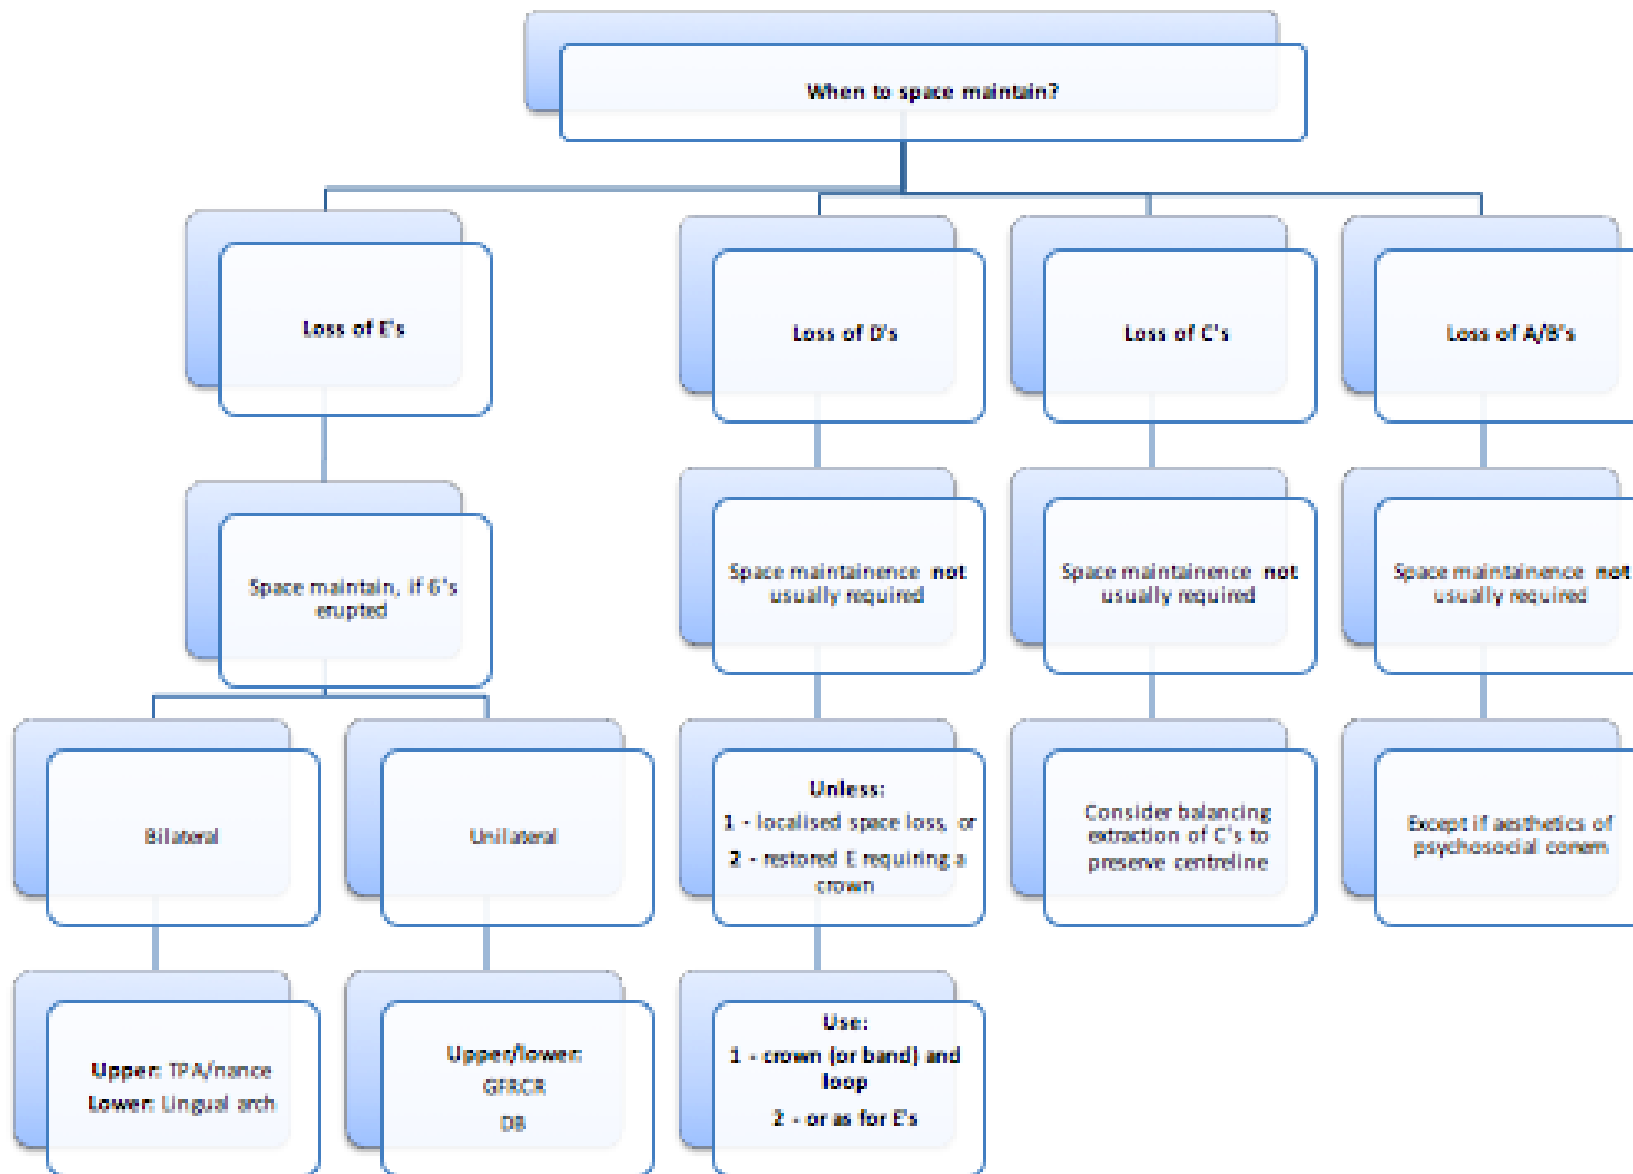 When to space maintain?
Loss of E's
Loss of D's
Loss of C's
Loss of A/B's
Space maintain, if 6's
erupted
Space maintainence not
usually required
Space maintainence not
usually required
Space maintainence not
usually required
Bilateral
Unilateral
Unless:
1 - localised space loss, or
2 - restored E requiring a
crown
Consider balancing
extraction of C's to
preserve centreline
Except if aesthetics of
psychosocial conern
Upper: TPA/nance
Lower: Lingual arch
Upper/lower:
GFRCR
DB
Use:
1 - crown (or band) and
loop
2 - or as for E's